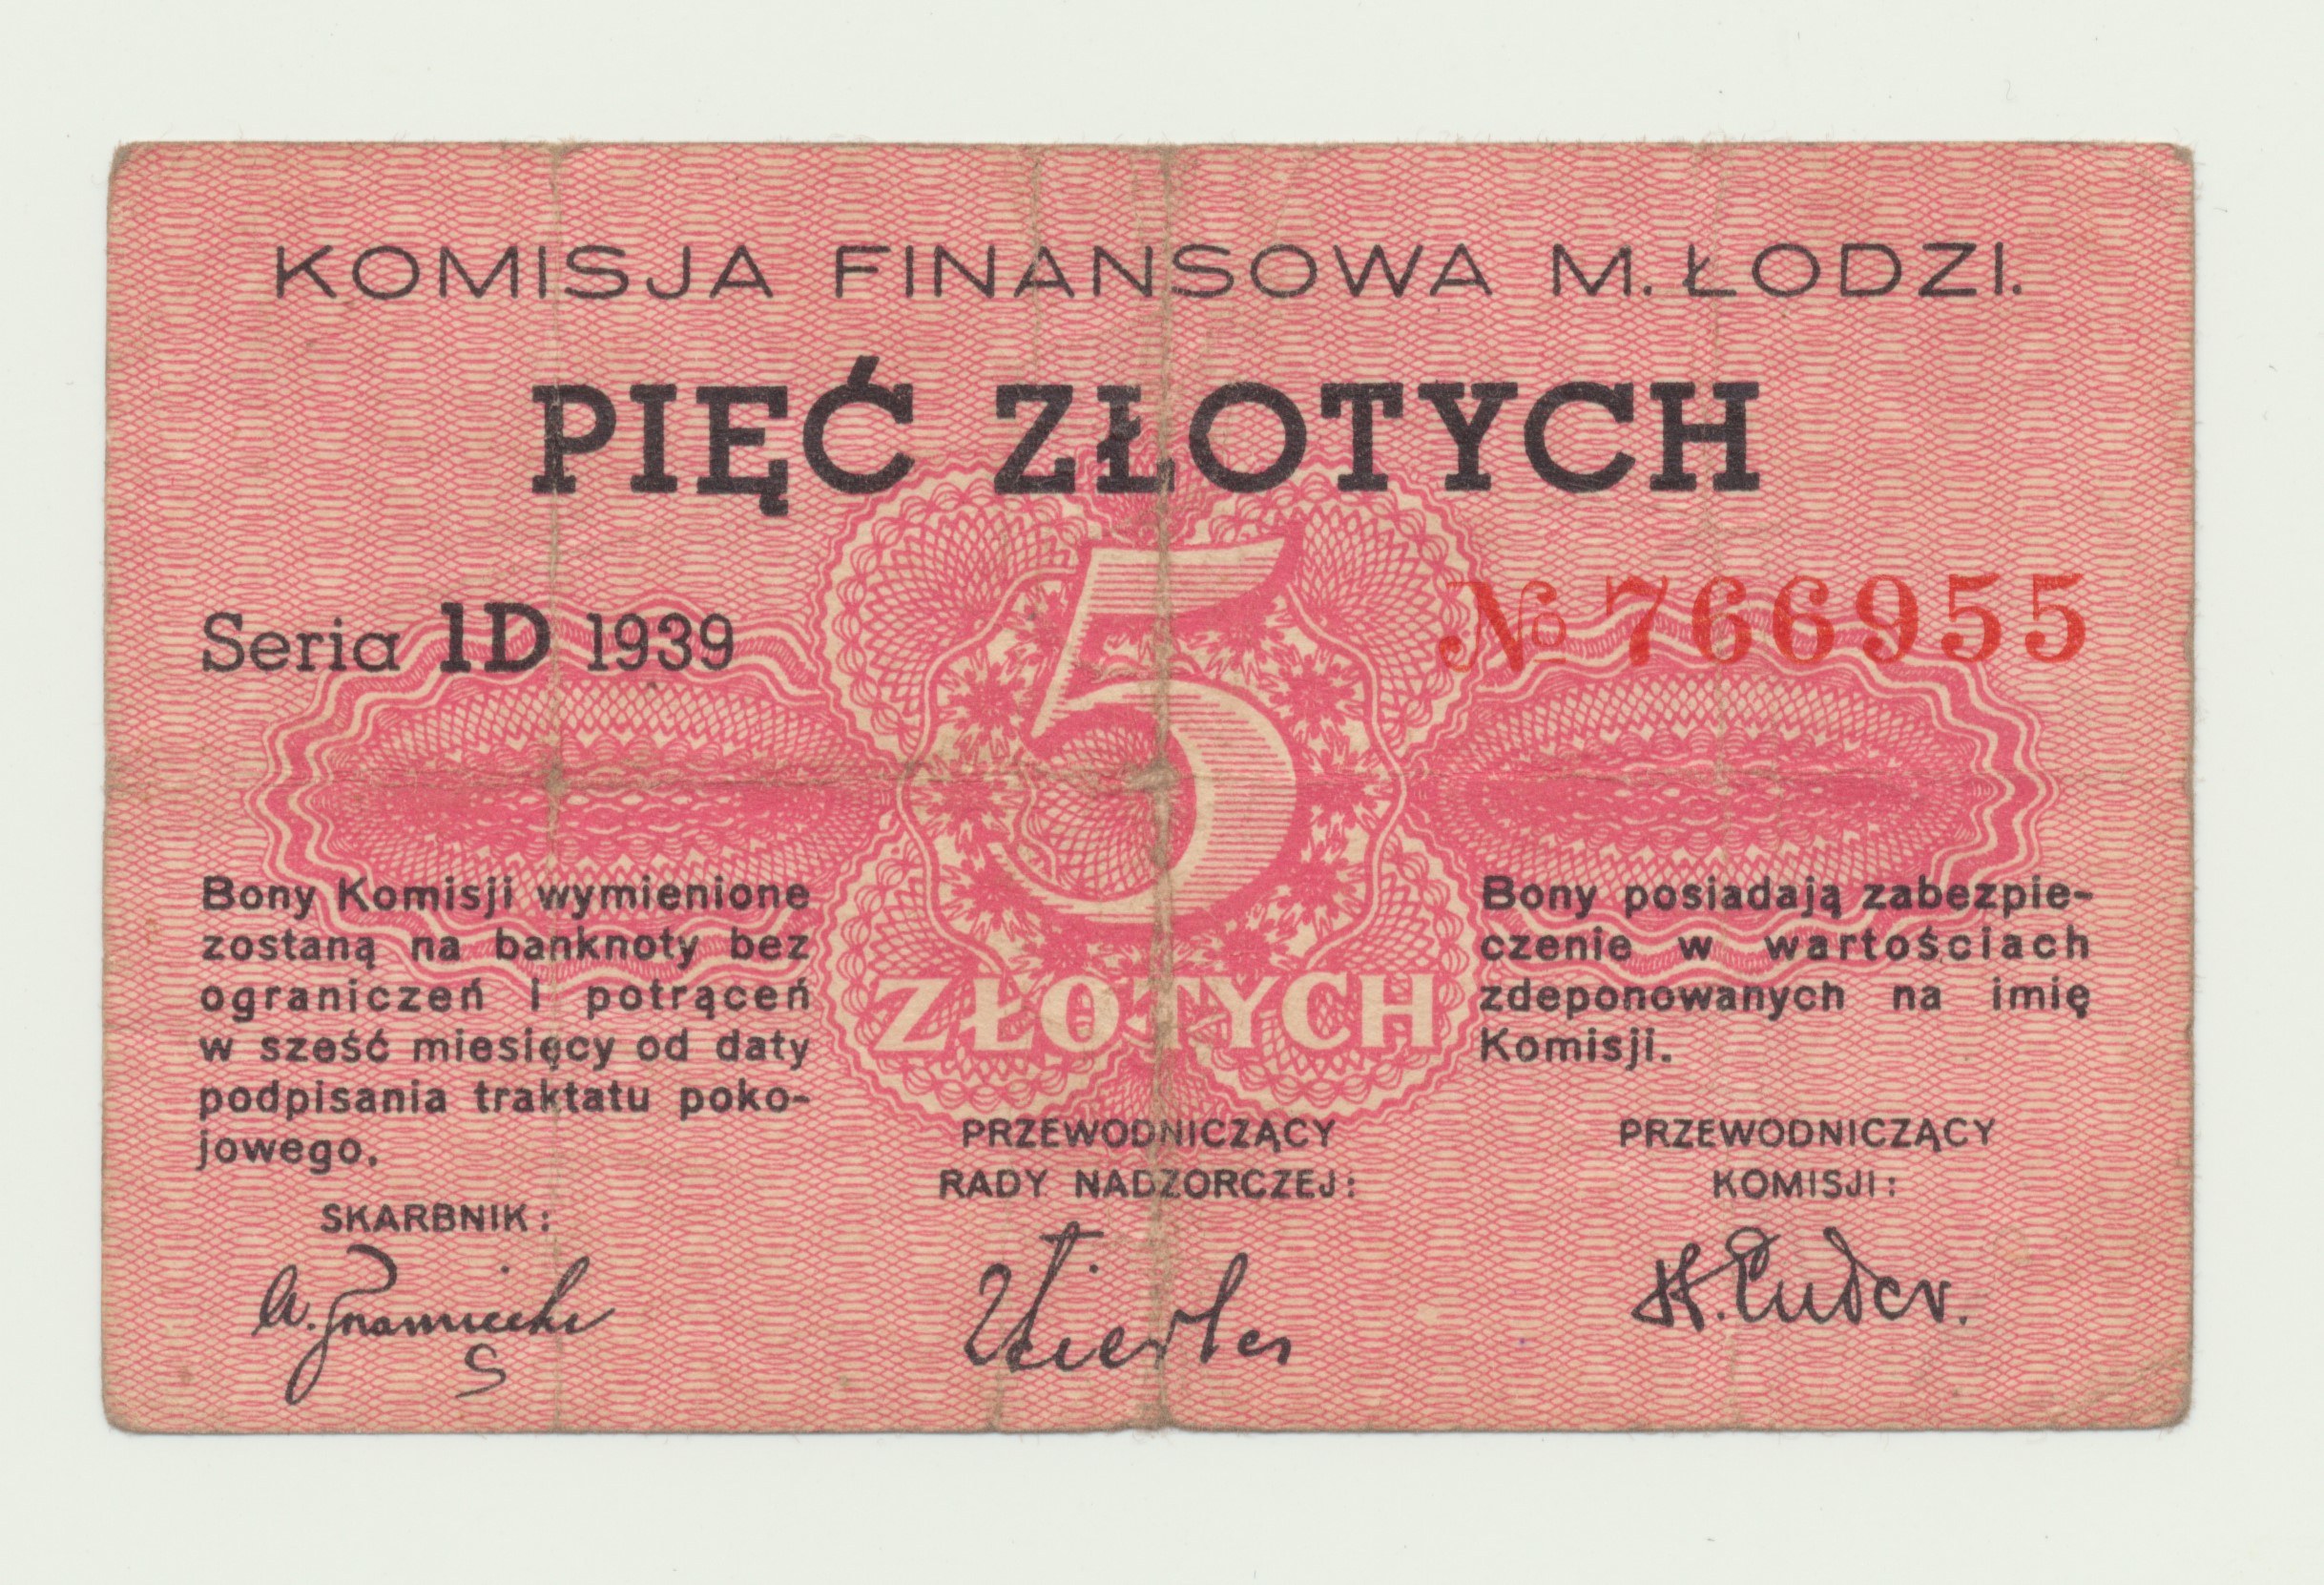 KOMISJA FINANSOWA M. ŁODZI.
PIĘĆ ZŁOTYCH
Seria 1D 1939
№ 766955
5
ZŁOTYCH
Bony Komisji wymienione
zostaną na banknoty bez
ograniczeń i potrąceń
w sześć miesięcy od daty
podpisania traktatu poko-
jowego.
Bony posiadają zabezpie-
czenie w wartościach
zdeponowanych na imię
Komisji.
SKARBNIK:
PRZEWODNICZĄCY
RADY NADZORCZEJ:
PRZEWODNICZĄCY
KOMISJI: